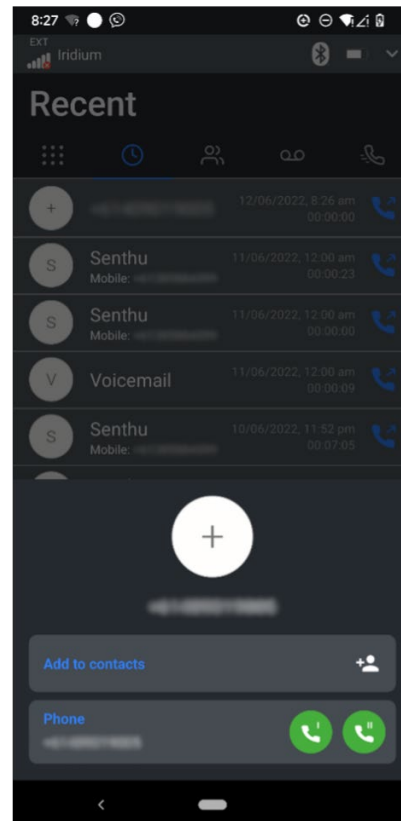 8:27
EXT
Iridium
Recent
+
12/06/2022, 8:26 am
00:00:00
S
Senthu
Mobile:
11/06/2022, 12:00 am
00:00:23
S
Senthu
Mobile:
11/06/2022, 12:00 am
00:00:00
V
Voicemail
11/06/2022, 12:00 am
00:00:09
S
Senthu
Mobile:
10/06/2022, 11:52 pm
00:07:05
+
Add to contacts
Phone
I
II